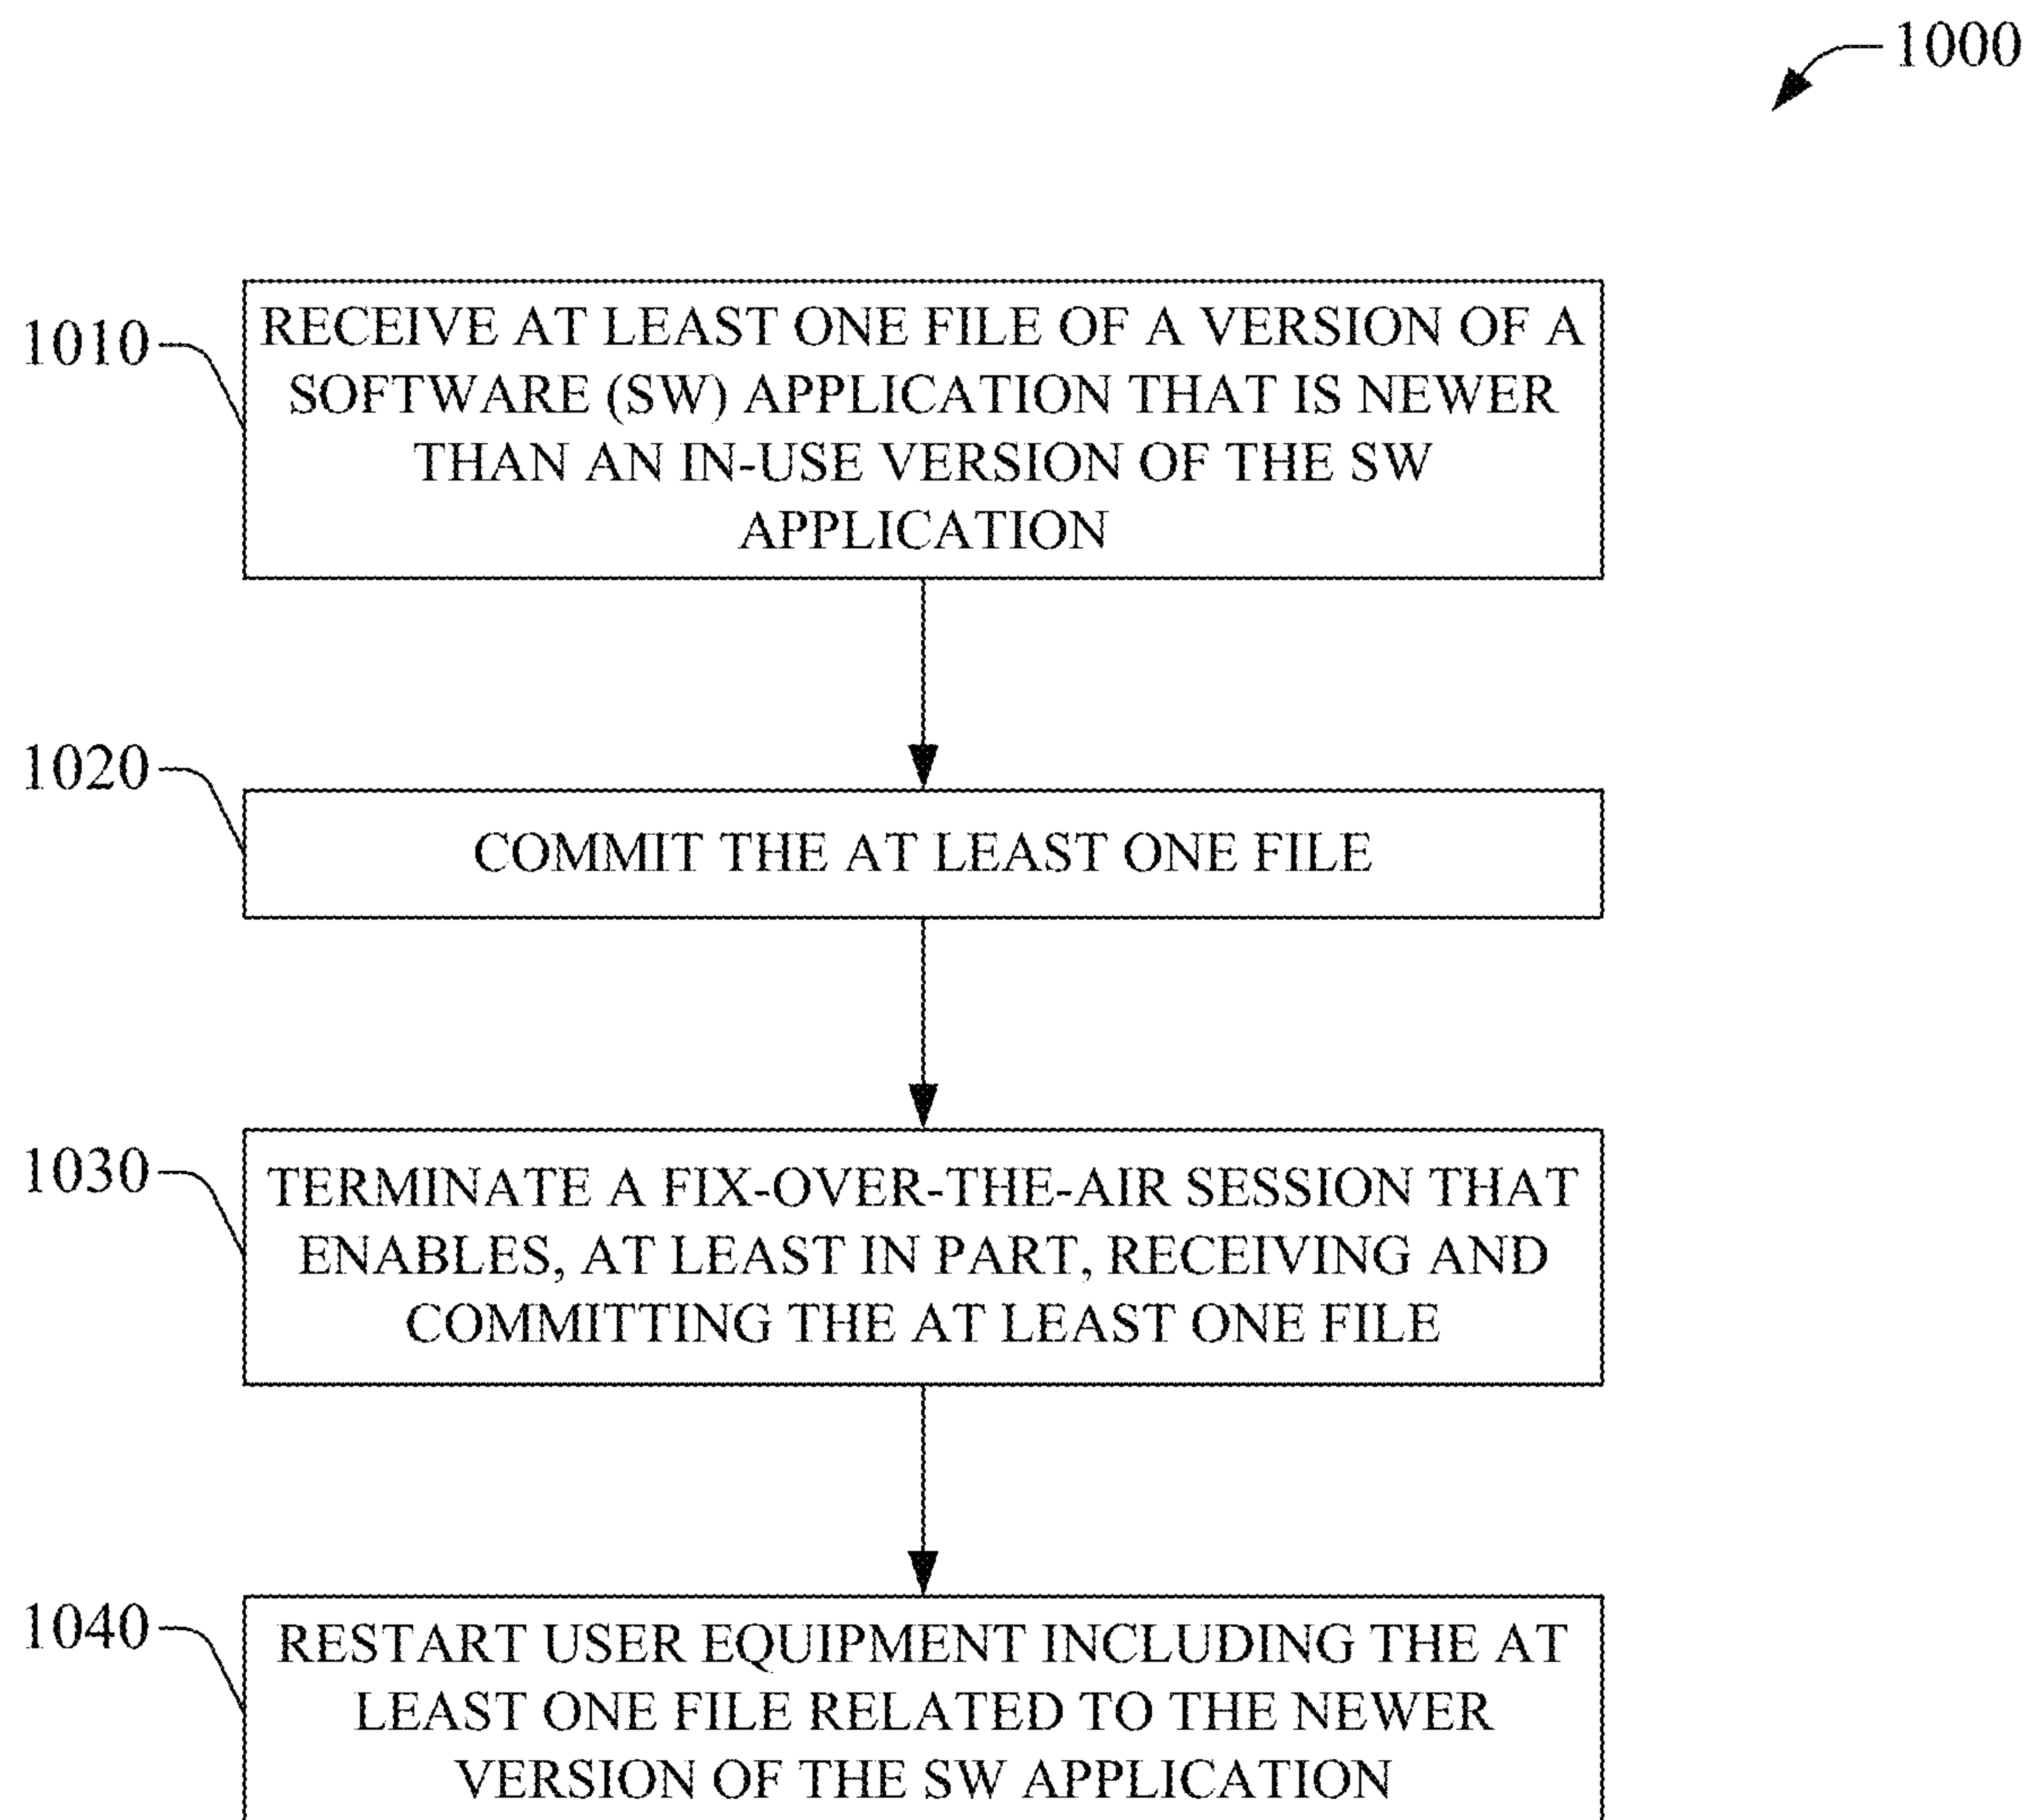 1000
1010
RECEIVE AT LEAST ONE FILE OF A VERSION OF A
SOFTWARE (SW) APPLICATION THAT IS NEWER
THAN AN IN-USE VERSION OF THE SW
APPLICATION
1020
COMMIT THE AT LEAST ONE FILE
1030
TERMINATE A FIX-OVER-THE-AIR SESSION THAT
ENABLES, AT LEAST IN PART, RECEIVING AND
COMMITTING THE AT LEAST ONE FILE
1040
RESTART USER EQUIPMENT INCLUDING THE AT
LEAST ONE FILE RELATED TO THE NEWER
VERSION OF THE SW APPLICATION